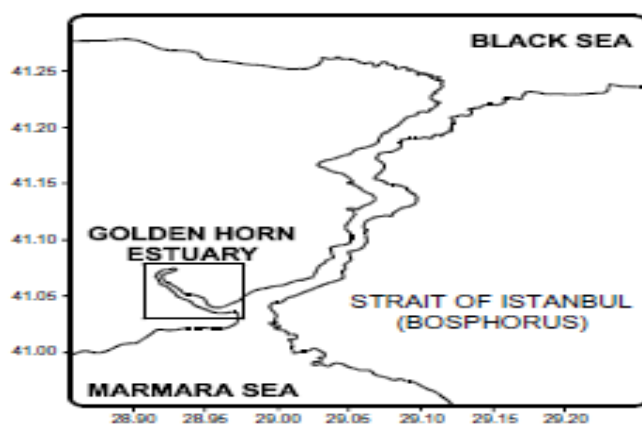 BLACK SEA
41.25
41.20
41.15
41.10
GOLDEN HORN
ESTUARY
41.05
STRAIT OF ISTANBUL
(BOSPHORUS)
41.00
MARMARA SEA
28.90 28.95 29.00 29.05 29.10 29.15 29.20